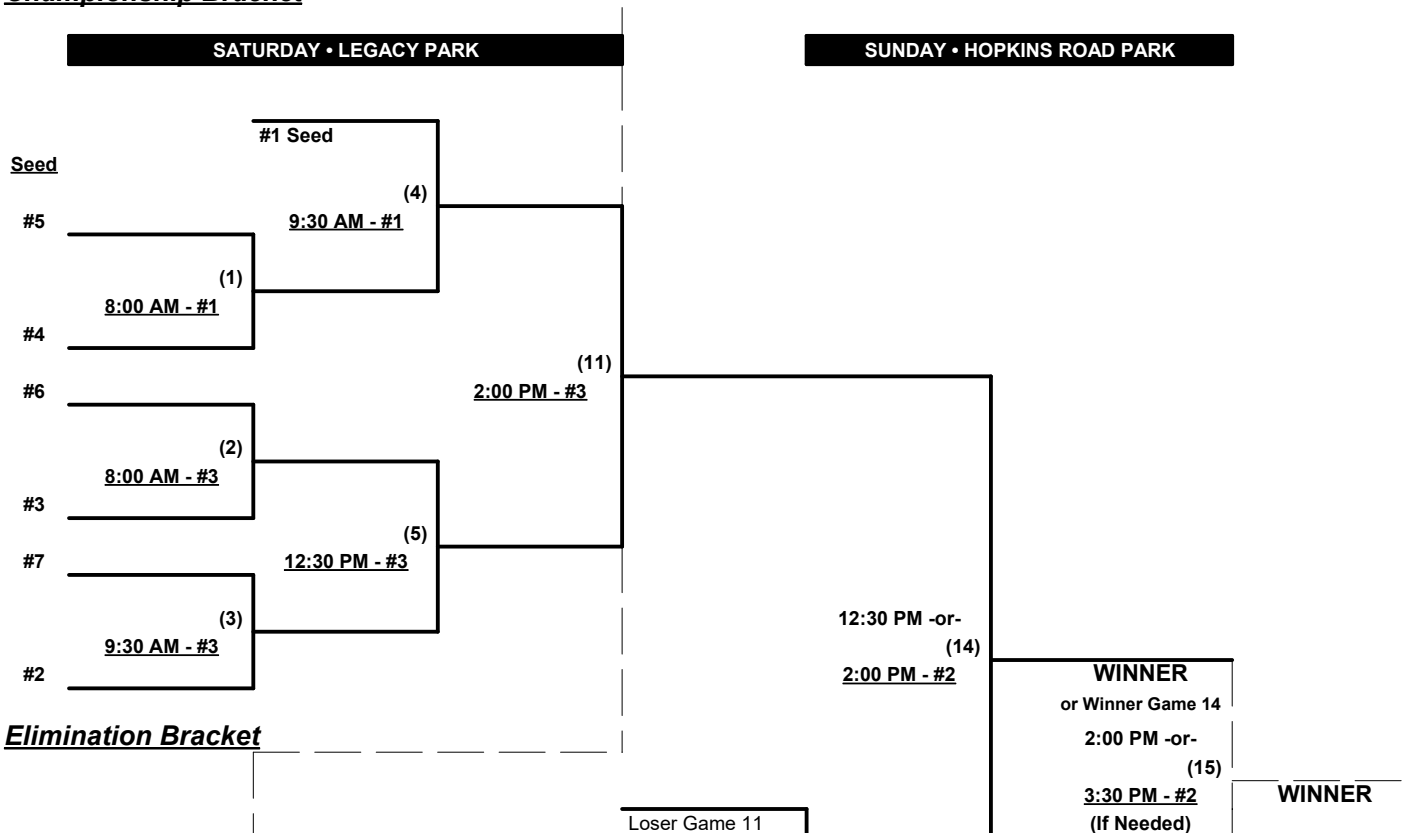 Championship Bracket
SATURDAY • LEGACY PARK
SUNDAY • HOPKINS ROAD PARK
#1 Seed
Seed
(4)
#5
9:30 AM - #1
(1)
8:00 AM - #1
#4
(11)
#6
2:00 PM - #3
(2)
8:00 AM - #3
#3
(5)
#7
12:30 PM - #3
(3)
12:30 PM -or-
9:30 AM - #3
(14)
#2
2:00 PM - #2
WINNER
or Winner Game 14
Elimination Bracket
2:00 PM -or-
(15)
3:30 PM - #2
WINNER
Loser Game 11
(If Needed)